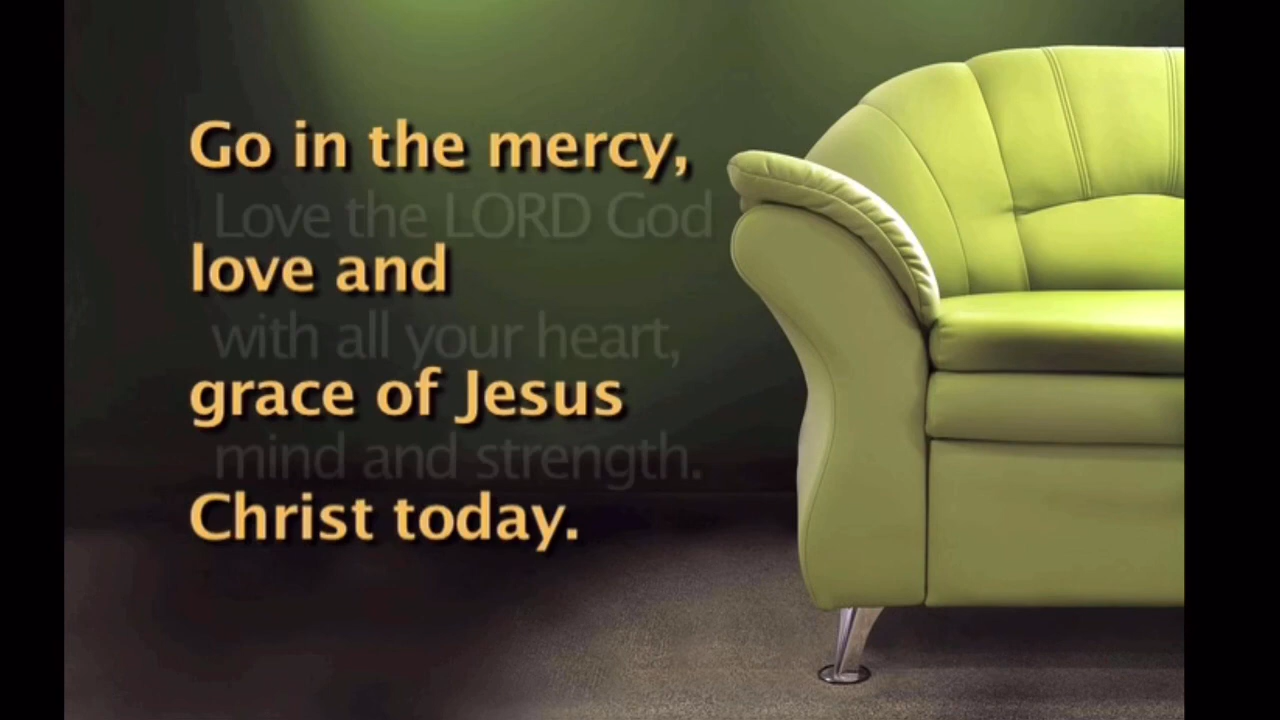 Go in the mercy,
Love the LORD God
love and
with all your heart,
grace of Jesus
mind and strength.
Christ today.